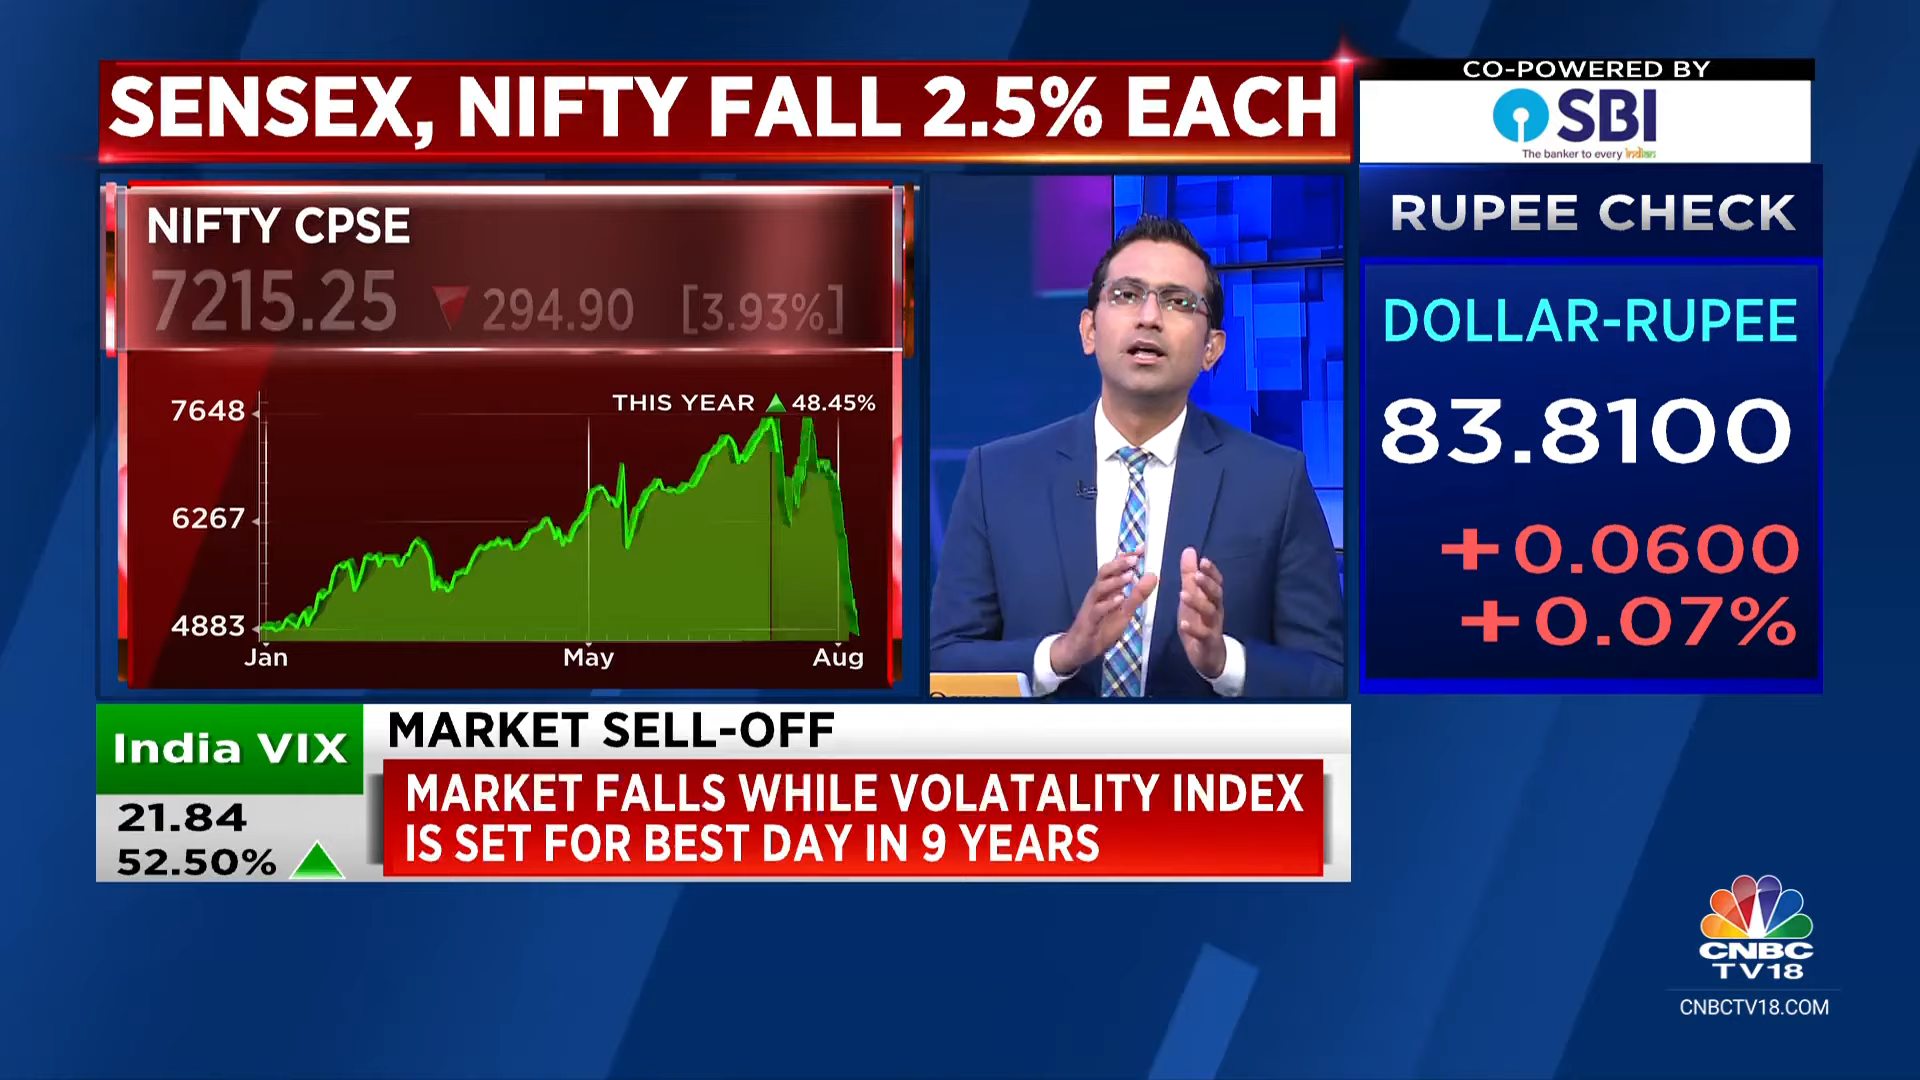 SENSEX, NIFTY FALL 2.5% EACH
CO-POWERED BY
SBI
The banker to every indian
NIFTY CPSE
7215.25 294.90 [3.93%]
THIS YEAR 48.45%
7648
6267
4883
Jan May Aug
RUPEE CHECK
DOLLAR-RUPEE
83.8100
+0.0600
+0.07%
India VIX
21.84
52.50%
MARKET SELL-OFF
MARKET FALLS WHILE VOLATALITY INDEX
IS SET FOR BEST DAY IN 9 YEARS
CNBC
TV18
CNBCTV18.COM